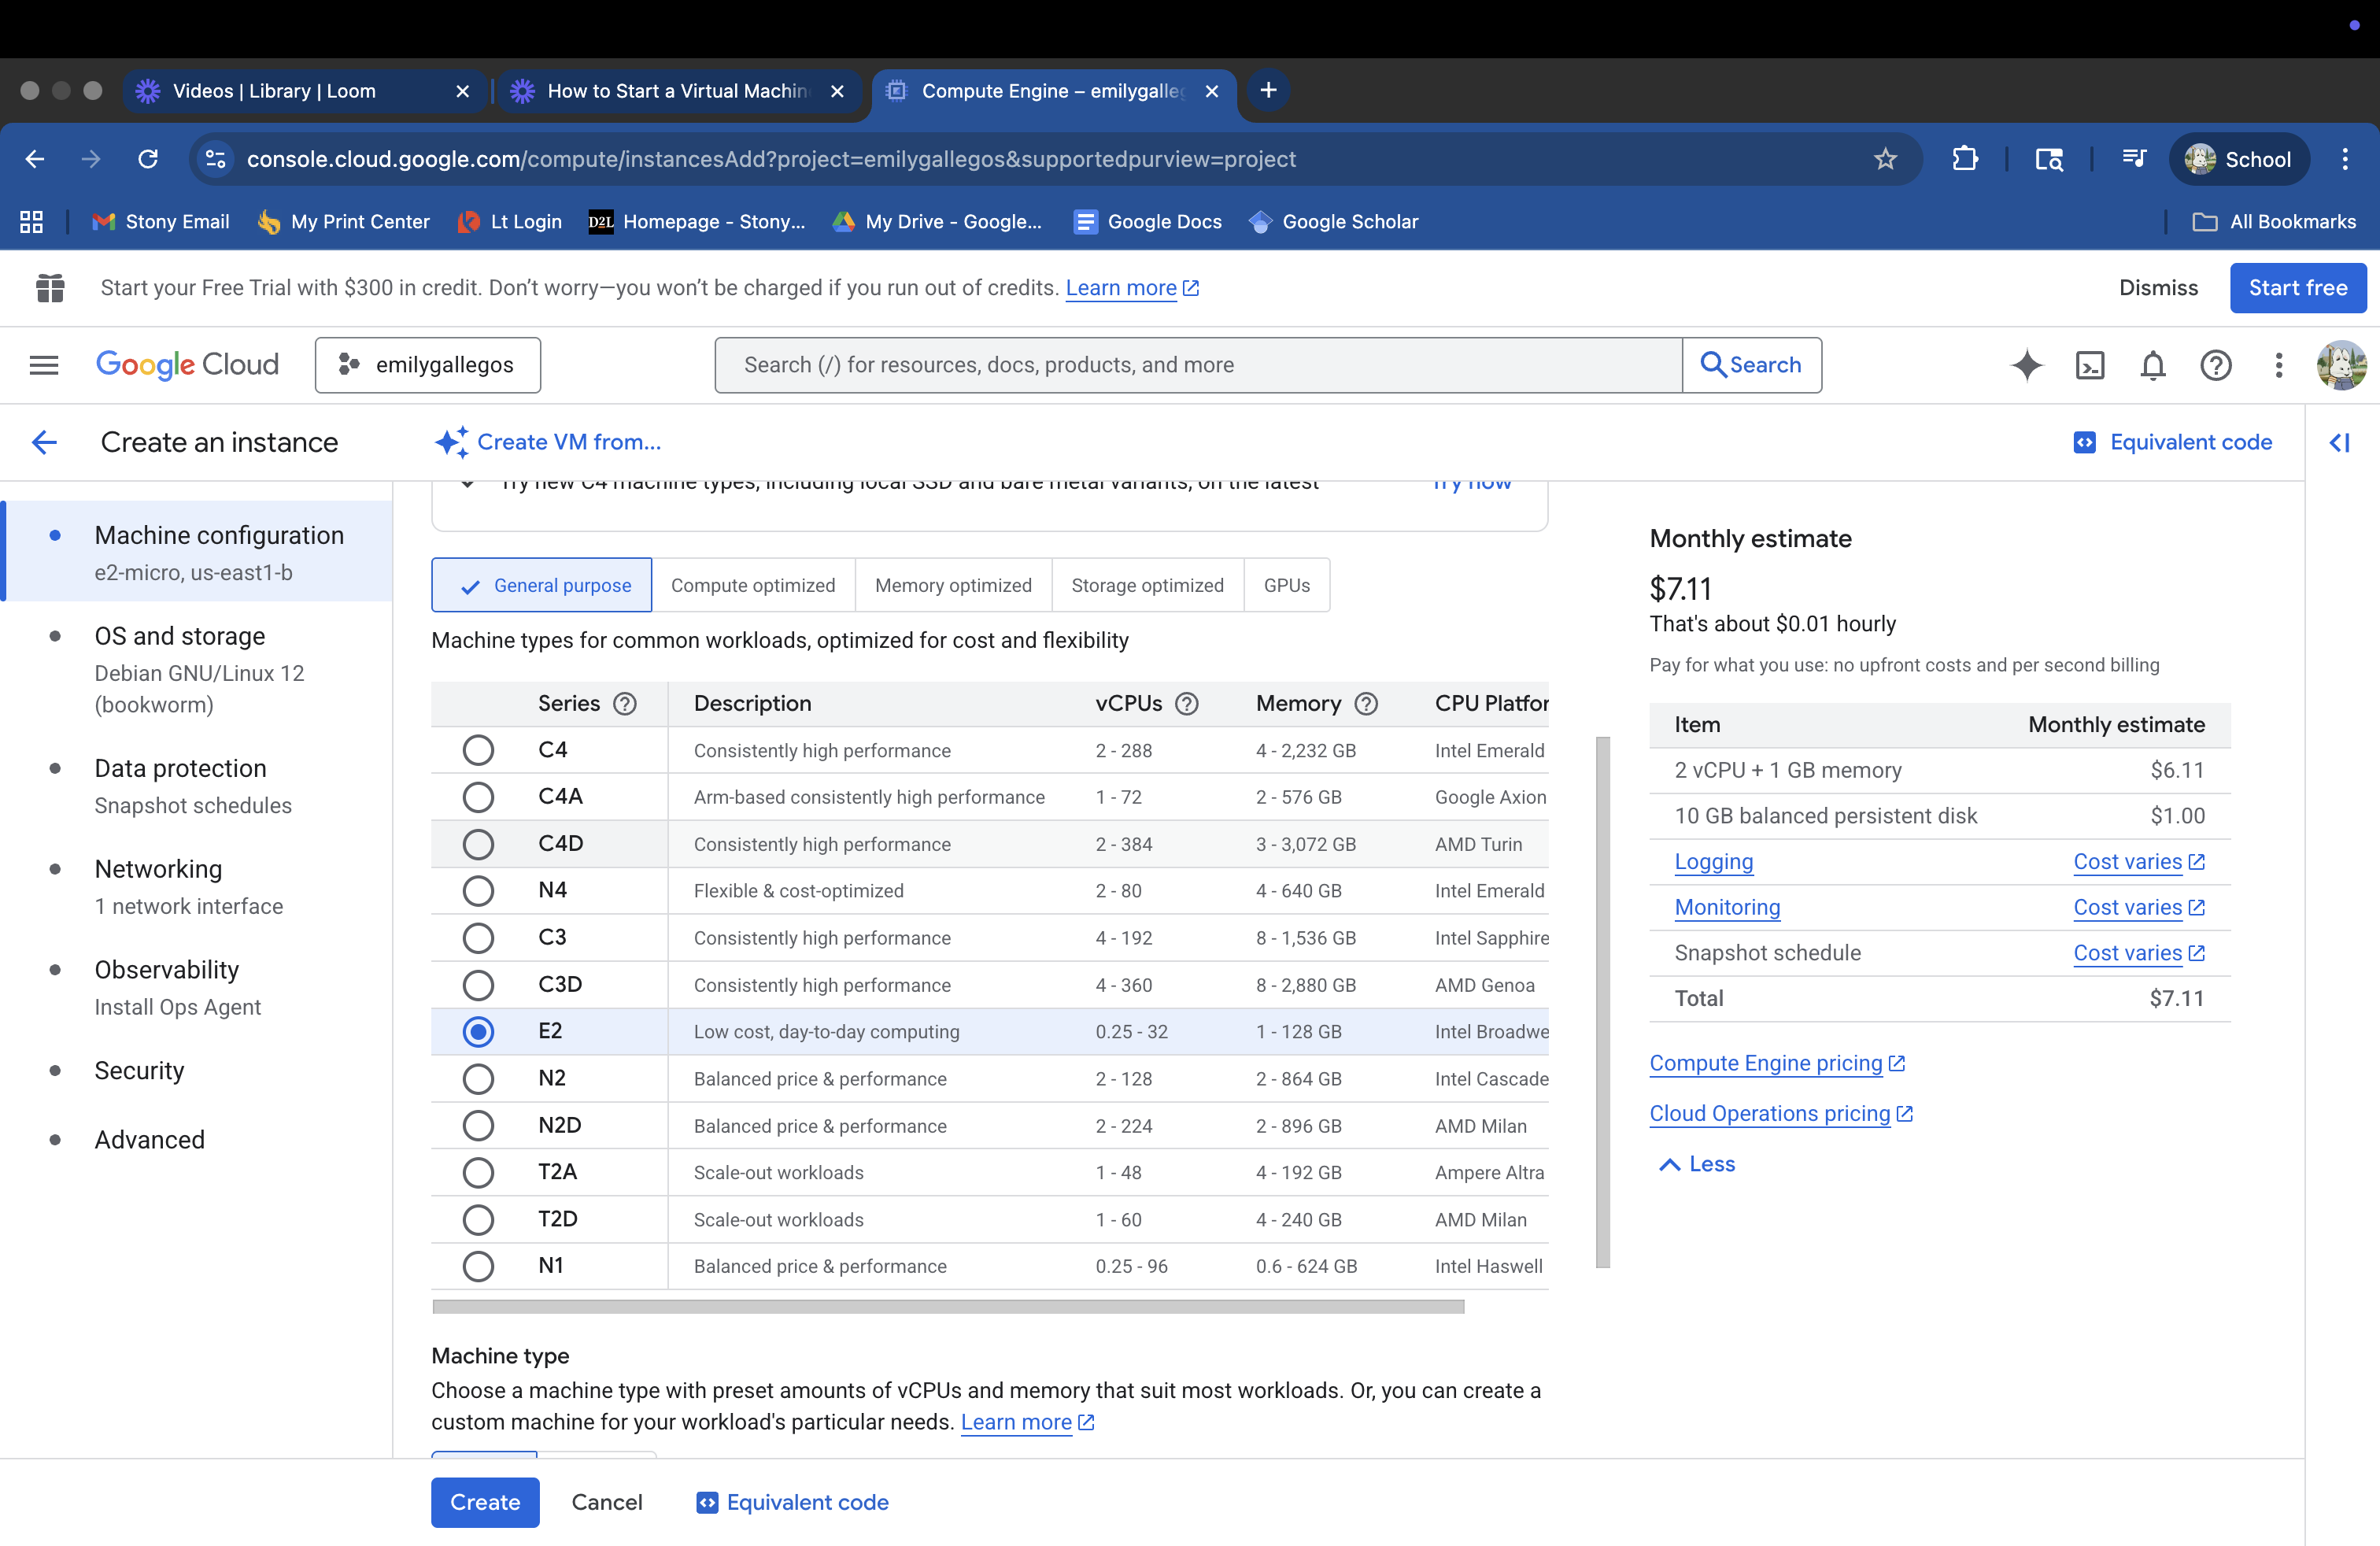 Videos | Library | Loom
How to Start a Virtual Machin
Compute Engine – emilygalleg
console.cloud.google.com/compute/instancesAdd?project=emilygallegos&supportedpurview=project
School
Stony Email
My Print Center
Lt Login
D2L Homepage - Stony...
My Drive - Google...
Google Docs
Google Scholar
All Bookmarks
Start your Free Trial with $300 in credit. Don’t worry—you won’t be charged if you run out of credits. Learn more
Dismiss
Start free
Google Cloud
emilygallegos
Search (/) for resources, docs, products, and more
Search
Create an instance
Create VM from...
Equivalent code
Machine configuration
e2-micro, us-east1-b
OS and storage
Debian GNU/Linux 12
(bookworm)
Data protection
Snapshot schedules
Networking
1 network interface
Observability
Install Ops Agent
Security
Advanced
Try new C4 machine types, including local SSD and bare metal variants, on the latest
Try now
General purpose
Compute optimized
Memory optimized
Storage optimized
GPUs
Machine types for common workloads, optimized for cost and flexibility
Series Description vCPUs Memory CPU Platfor
C4 Consistently high performance 2 - 288 4 - 2,232 GB Intel Emerald
C4A Arm-based consistently high performance 1 - 72 2 - 576 GB Google Axion
C4D Consistently high performance 2 - 384 3 - 3,072 GB AMD Turin
N4 Flexible & cost-optimized 2 - 80 4 - 640 GB Intel Emerald
C3 Consistently high performance 4 - 192 8 - 1,536 GB Intel Sapphire
C3D Consistently high performance 4 - 360 8 - 2,880 GB AMD Genoa
E2 Low cost, day-to-day computing 0.25 - 32 1 - 128 GB Intel Broadwe
N2 Balanced price & performance 2 - 128 2 - 864 GB Intel Cascade
N2D Balanced price & performance 2 - 224 2 - 896 GB AMD Milan
T2A Scale-out workloads 1 - 48 4 - 192 GB Ampere Altra
T2D Scale-out workloads 1 - 60 4 - 240 GB AMD Milan
N1 Balanced price & performance 0.25 - 96 0.6 - 624 GB Intel Haswell
Machine type
Choose a machine type with preset amounts of vCPUs and memory that suit most workloads. Or, you can create a
custom machine for your workload's particular needs. Learn more
Create
Cancel
Equivalent code
Monthly estimate
$7.11
That's about $0.01 hourly
Pay for what you use: no upfront costs and per second billing
Item Monthly estimate
2 vCPU + 1 GB memory $6.11
10 GB balanced persistent disk $1.00
Logging Cost varies
Monitoring Cost varies
Snapshot schedule Cost varies
Total $7.11
Compute Engine pricing
Cloud Operations pricing
Less